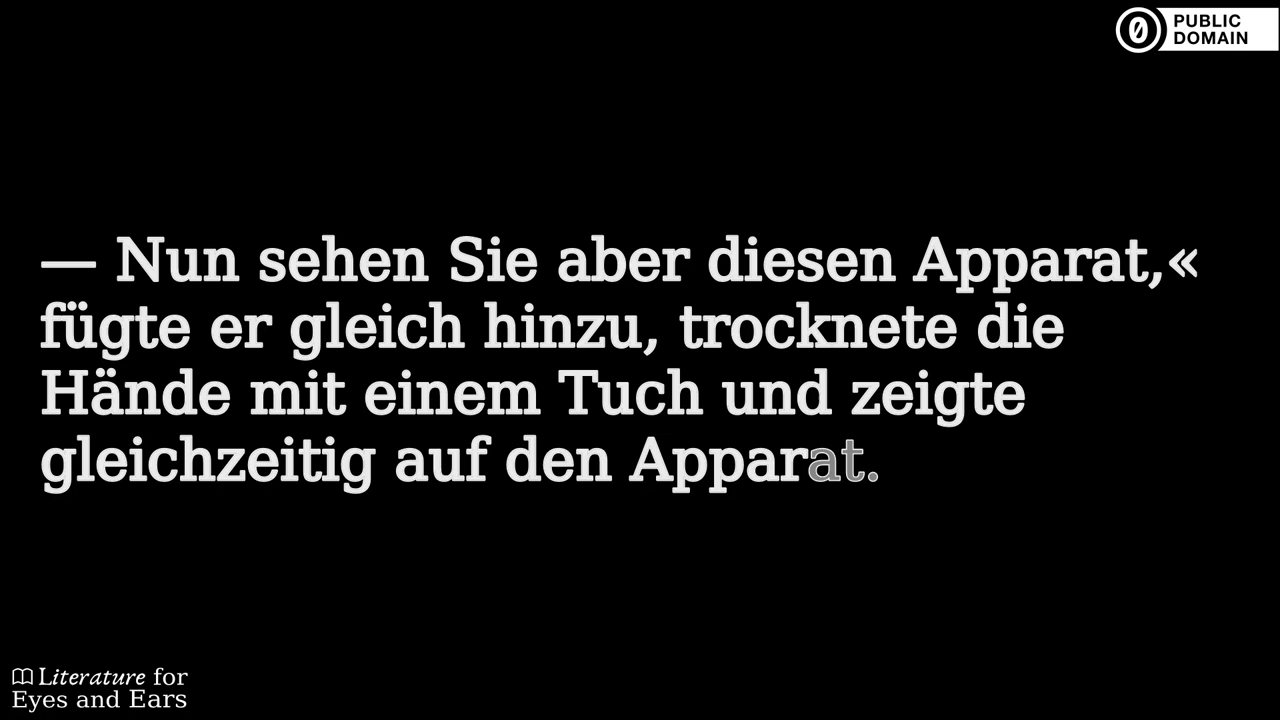 PUBLIC
DOMAIN
— Nun sehen Sie aber diesen Apparat,«
fügte er gleich hinzu, trocknete die
Hände mit einem Tuch und zeigte
gleichzeitig auf den Apparat.
Literature for
Eyes and Ears